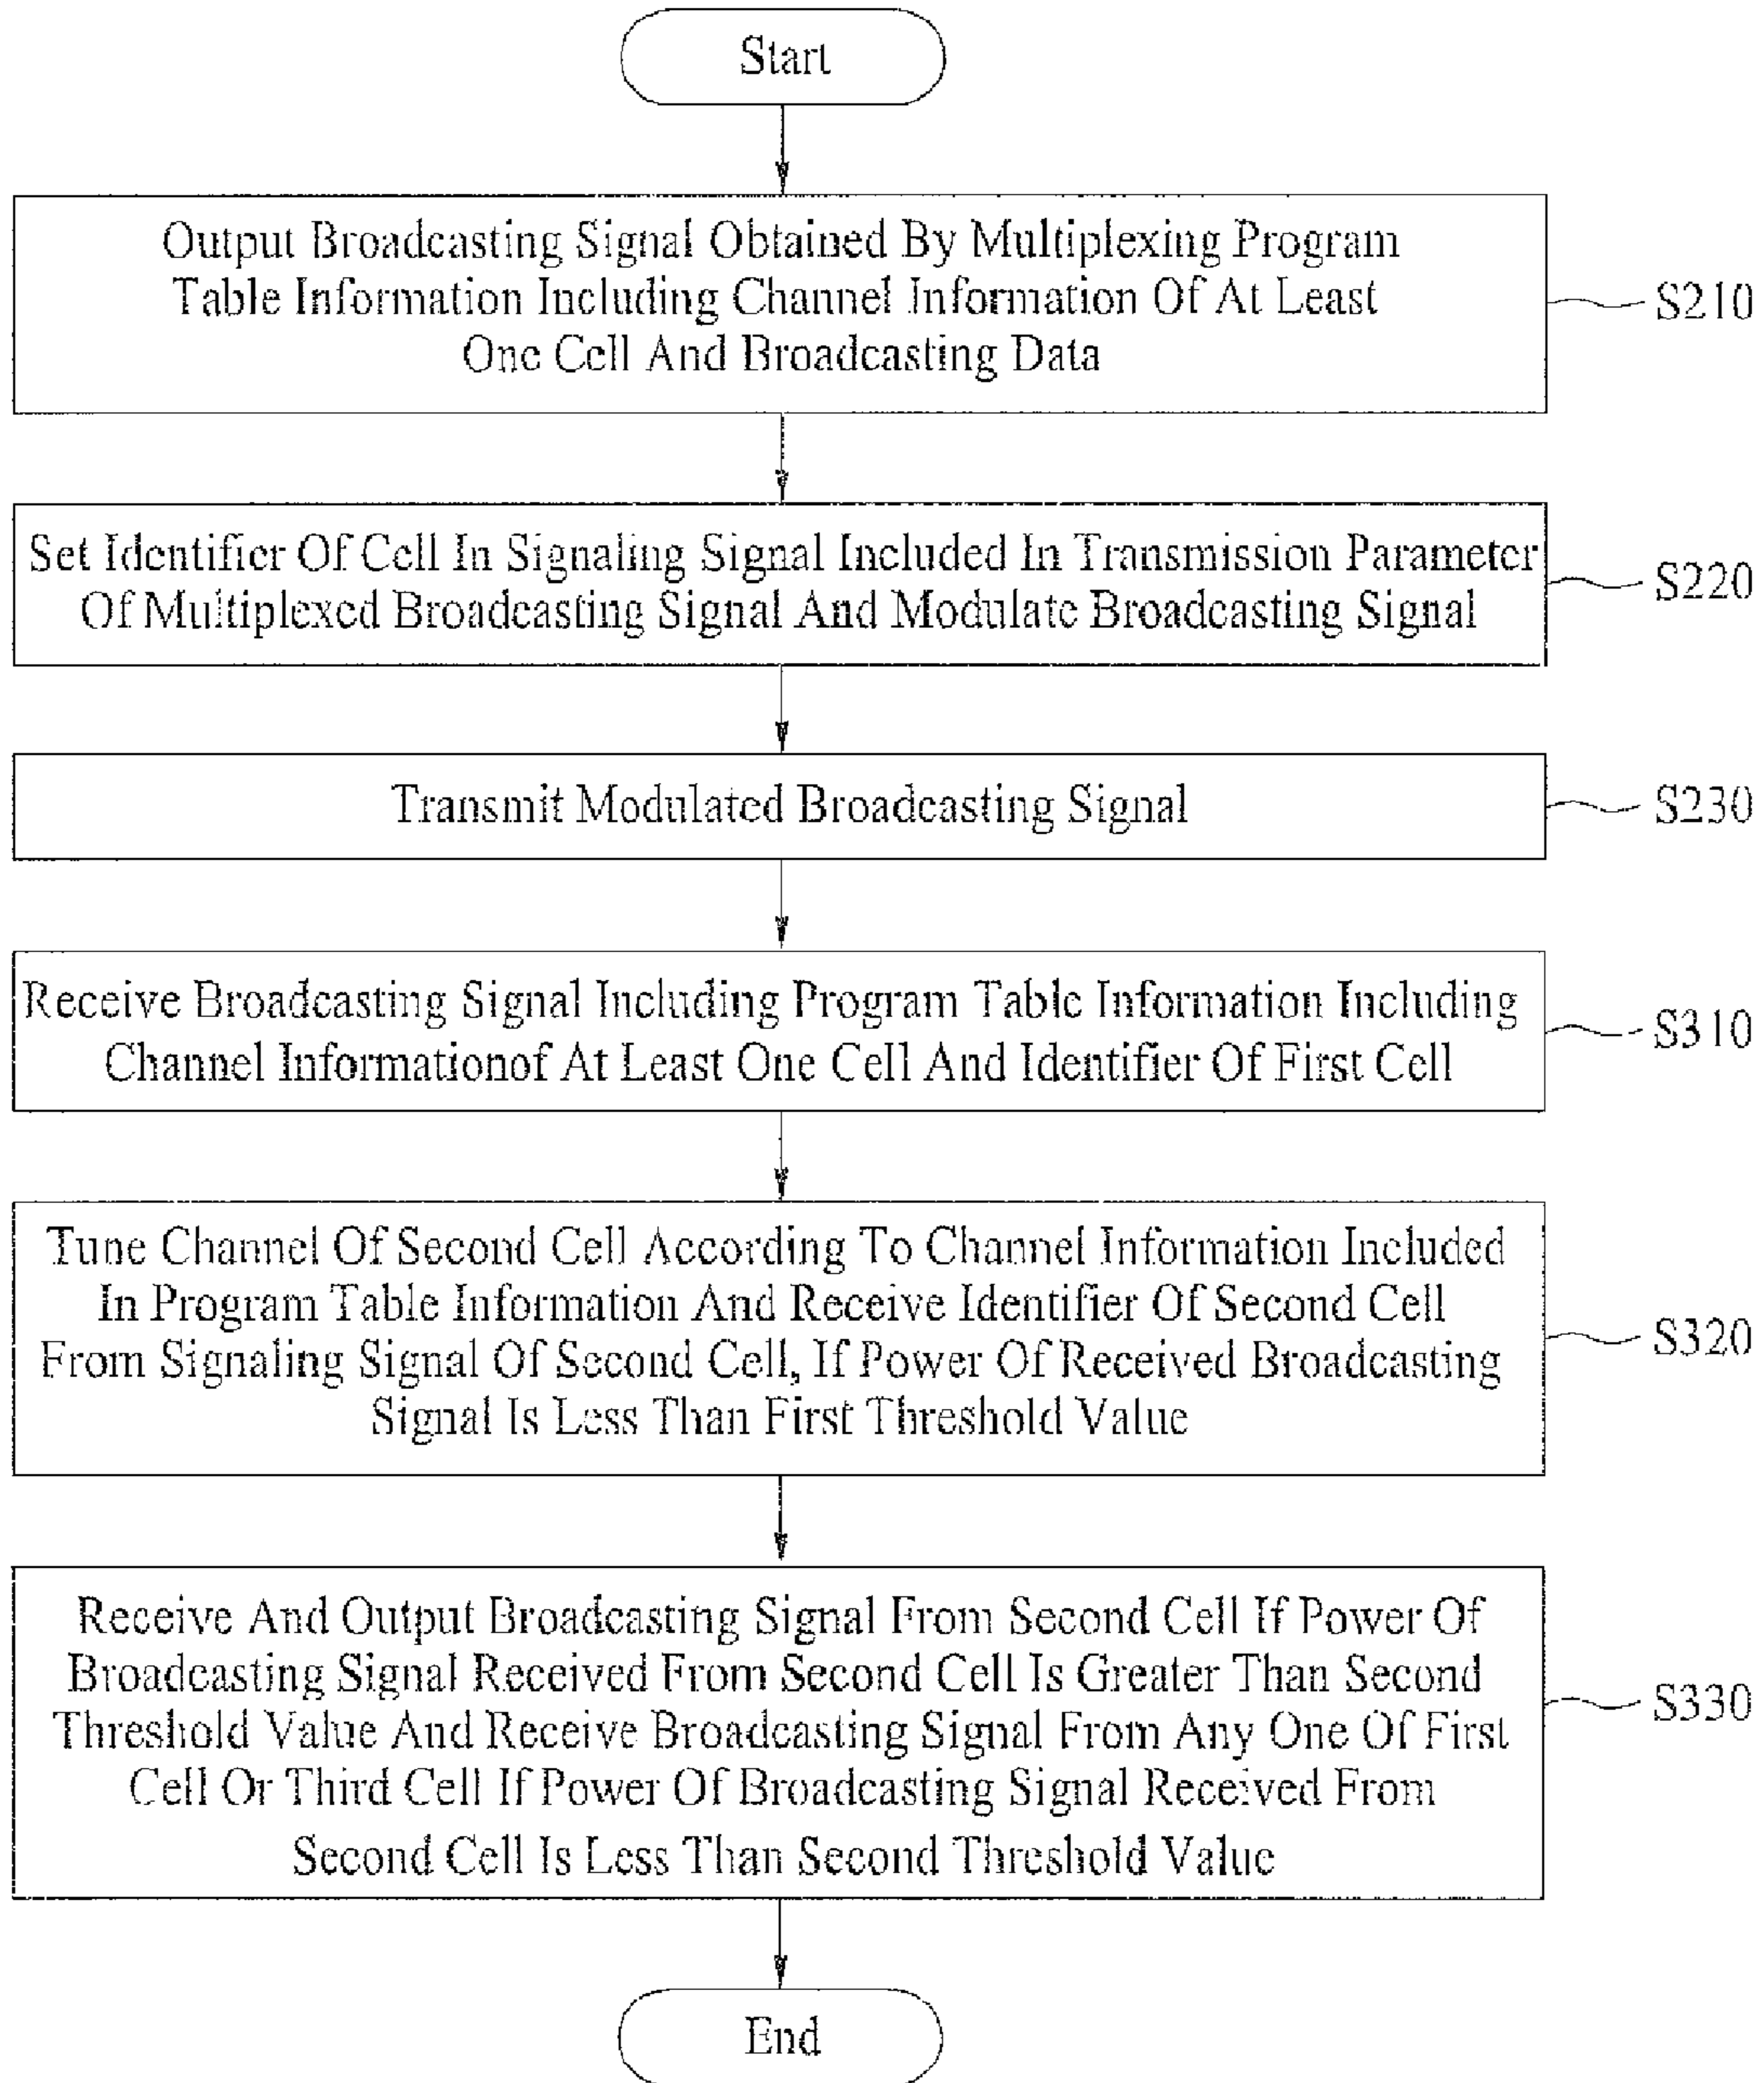 Start
Output Broadcasting Signal Obtained By Multiplexing Program
Table Information Including Channel Information Of At Least
One Cell And Broadcasting Data
S210
Set Identifier Of Cell In Signaling Signal Included In Transmission Parameter
Of Multiplexed Broadcasting Signal And Modulate Broadcasting Signal
S220
Transmit Modulated Broadcasting Signal
S230
Receive Broadcasting Signal Including Program Table Information Including
Channel Informationof At Least One Cell And Identifier Of First Cell
S310
Tune Channel Of Second Cell According To Channel Information Included
In Program Table Information And Receive Identifier Of Second Cell
From Signaling Signal Of Second Cell, If Power Of Received Broadcasting
Signal Is Less Than First Threshold Value
S320
Receive And Output Broadcasting Signal From Second Cell If Power Of
Broadcasting Signal Received From Second Cell Is Greater Than Second
Threshold Value And Receive Broadcasting Signal From Any One Of First
Cell Or Third Cell If Power Of Broadcasting Signal Received From
Second Cell Is Less Than Second Threshold Value
S330
End